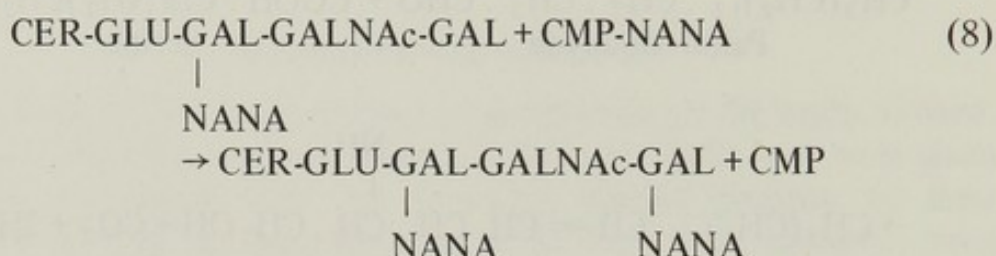 CER-GLU-GAL-GALNAc-GAL + CMP-NANA (8)
|
NANA
→ CER-GLU-GAL-GALNAc-GAL + CMP
| |
NANA NANA